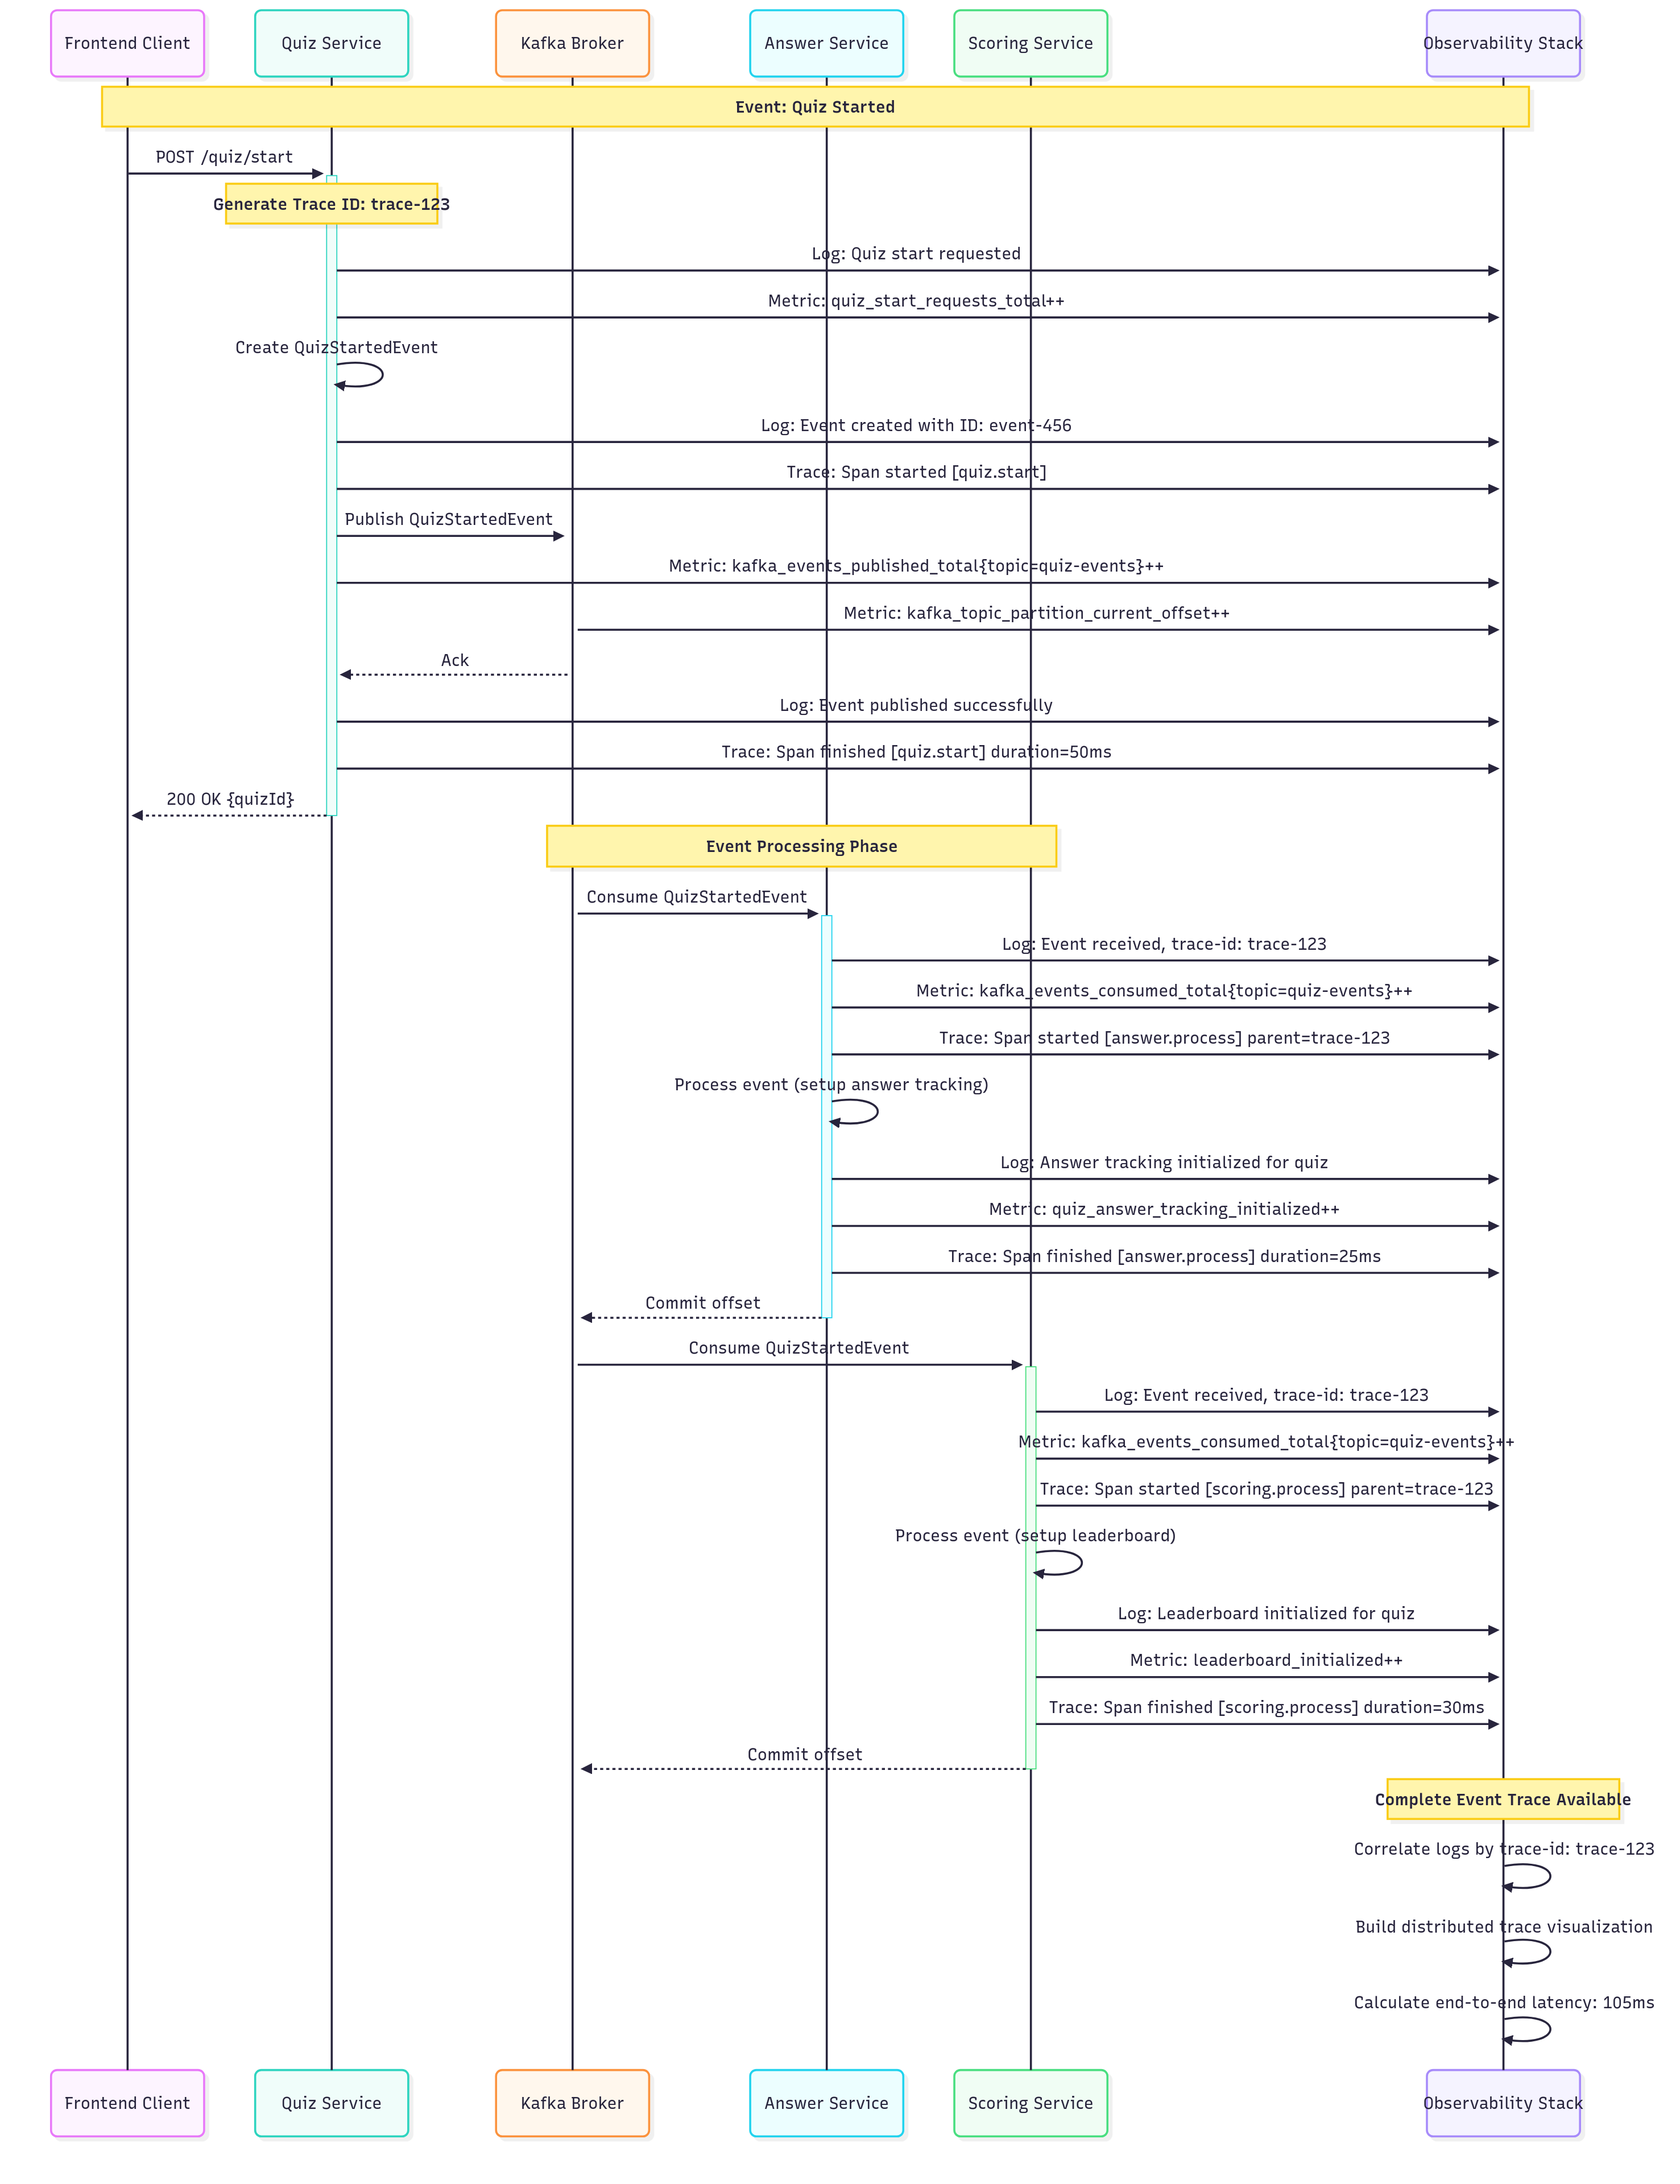 Frontend Client
Quiz Service
Kafka Broker
Answer Service
Scoring Service
Observability Stack
Event: Quiz Started
POST /quiz/start
Generate Trace ID: trace-123
Log: Quiz start requested
Metric: quiz_start_requests_total++
Create QuizStartedEvent
Log: Event created with ID: event-456
Trace: Span started [quiz.start]
Publish QuizStartedEvent
Metric: kafka_events_published_total{topic=quiz-events}++
Metric: kafka_topic_partition_current_offset++
Ack
Log: Event published successfully
Trace: Span finished [quiz.start] duration=50ms
200 OK {quizId}
Event Processing Phase
Consume QuizStartedEvent
Log: Event received, trace-id: trace-123
Metric: kafka_events_consumed_total{topic=quiz-events}++
Trace: Span started [answer.process] parent=trace-123
Process event (setup answer tracking)
Log: Answer tracking initialized for quiz
Metric: quiz_answer_tracking_initialized++
Trace: Span finished [answer.process] duration=25ms
Commit offset
Consume QuizStartedEvent
Log: Event received, trace-id: trace-123
Metric: kafka_events_consumed_total{topic=quiz-events}++
Trace: Span started [scoring.process] parent=trace-123
Process event (setup leaderboard)
Log: Leaderboard initialized for quiz
Metric: leaderboard_initialized++
Trace: Span finished [scoring.process] duration=30ms
Commit offset
Complete Event Trace Available
Correlate logs by trace-id: trace-123
Build distributed trace visualization
Calculate end-to-end latency: 105ms
Frontend Client
Quiz Service
Kafka Broker
Answer Service
Scoring Service
Observability Stack